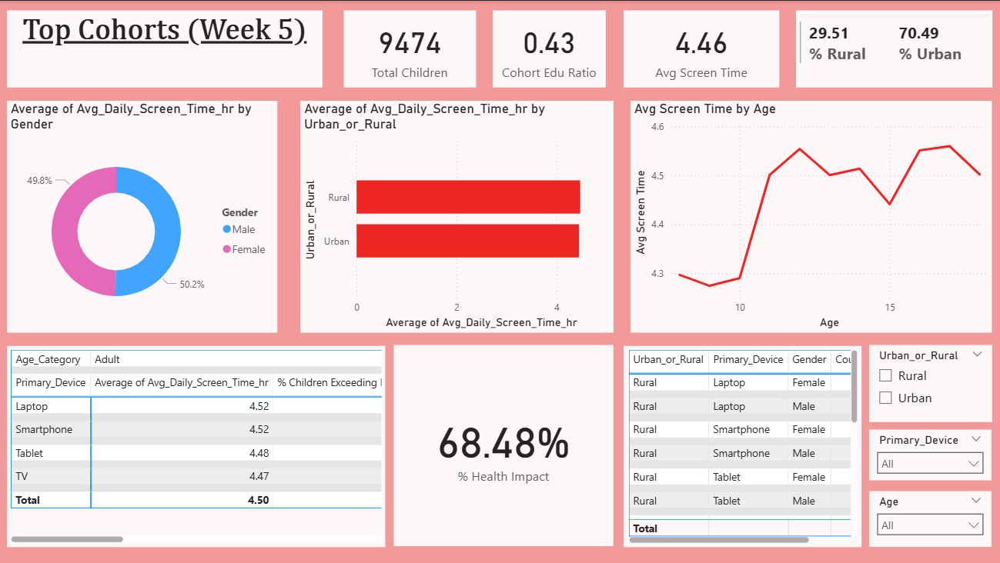 Top Cohorts (Week 5)
9474
Total Children
0.43
Cohort Edu Ratio
4.46
Avg Screen Time
29.51 70.49
% Rural % Urban
Average of Avg_Daily_Screen_Time_hr by
Gender
49.8%
50.2%
Gender
Male
Female
Average of Avg_Daily_Screen_Time_hr by
Urban_or_Rural
Urban_or_Rural
Rural
Urban
0 2 4
Average of Avg_Daily_Screen_Time_hr
Avg Screen Time by Age
Avg Screen Time
4.6
4.5
4.4
4.3
10 15
Age
Age_Category Adult
Primary_Device Average of Avg_Daily_Screen_Time_hr % Children Exceeding
Laptop 4.52
Smartphone 4.52
Tablet 4.48
TV 4.47
Total 4.50
68.48%
% Health Impact
Urban_or_Rural Primary_Device Gender Cou
Rural Laptop Female
Rural Laptop Male
Rural Smartphone Female
Rural Smartphone Male
Rural Tablet Female
Rural Tablet Male
Total
Urban_or_Rural
Rural
Urban
Primary_Device
All
Age
All